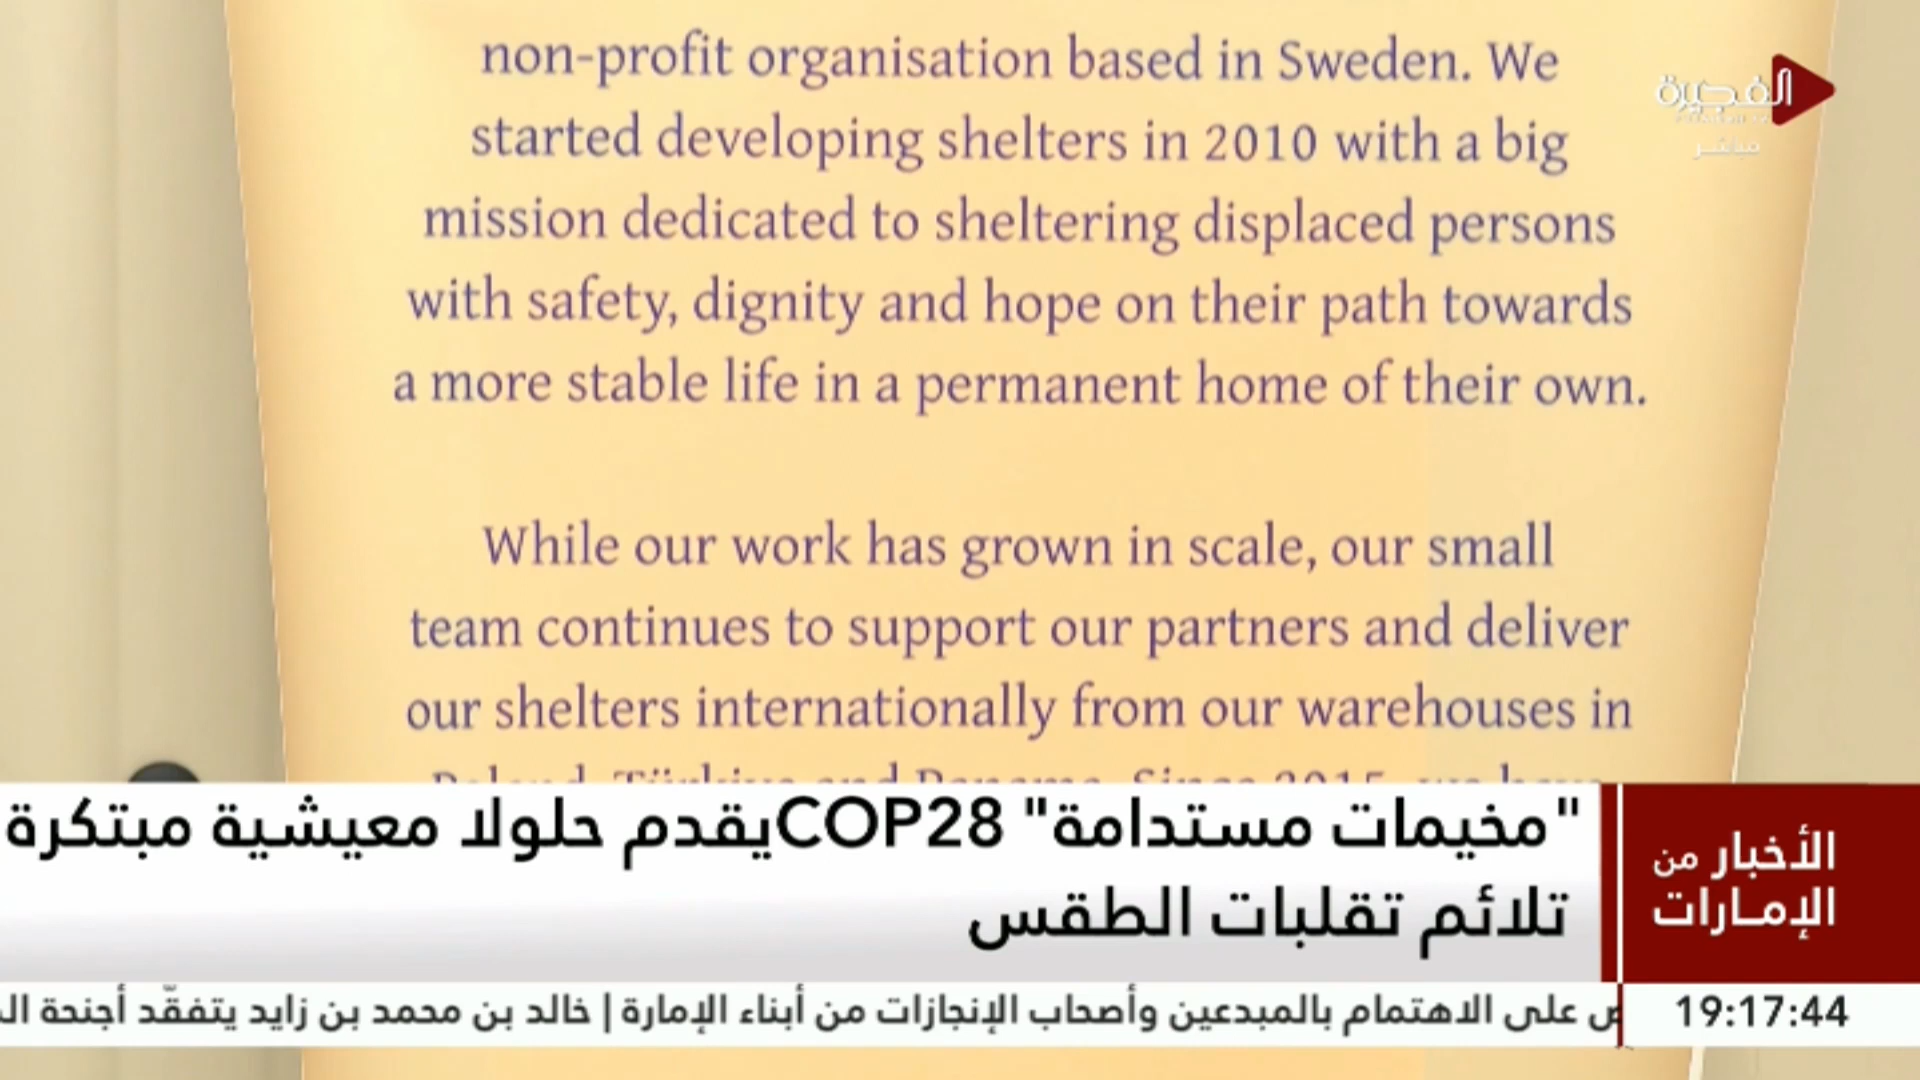 non-profit organisation based in Sweden. We
started developing shelters in 2010 with a big
mission dedicated to sheltering displaced persons
with safety, dignity and hope on their path towards
a more stable life in a permanent home of their own.
While our work has grown in scale, our small
team continues to support our partners and deliver
our shelters internationally from our warehouses in
الفجيرة
مباشر
"مخيمات مستدامة" COP28يقدم حلولا معيشية مبتكرة
تلائم تقلبات الطقس
الأخبار من
الإمارات
على الاهتمام بالمبدعين وأصحاب الإنجازات من أبناء الإمارة | خالد بن محمد بن زايد يتفقّد أجنحة
19:17:44